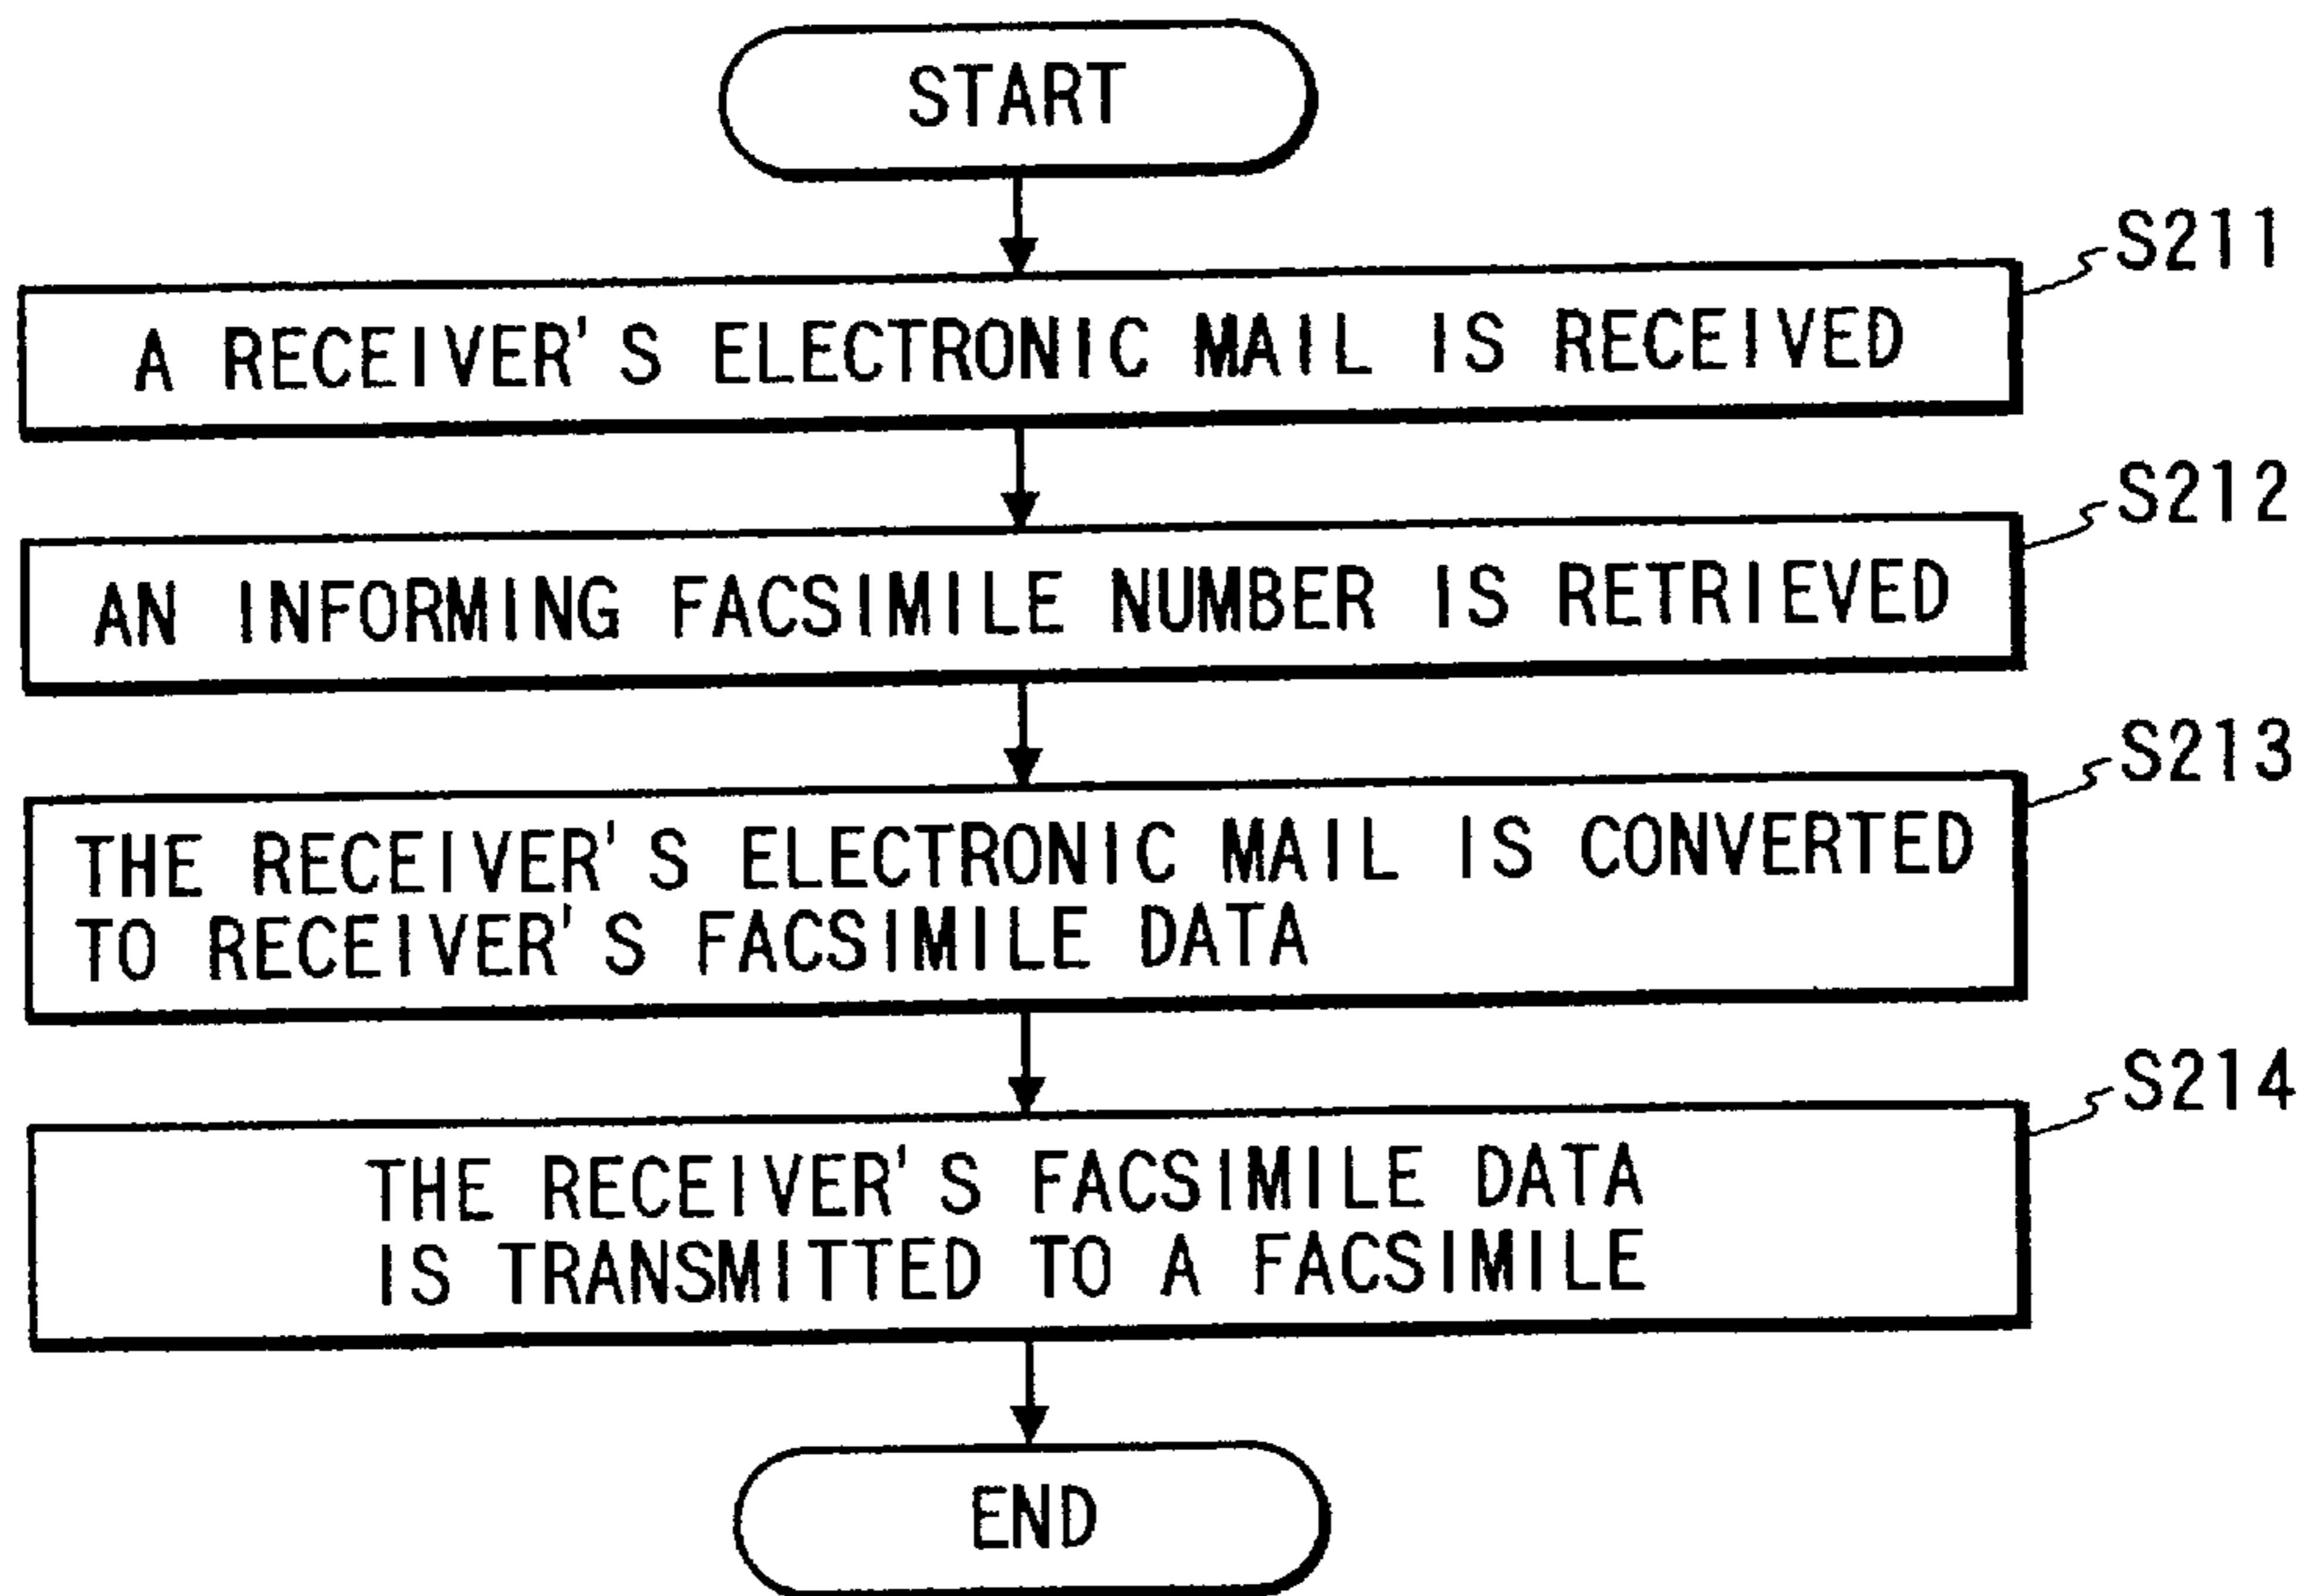 START
S211
A RECEIVER'S ELECTRONIC MAIL IS RECEIVED
S212
AN INFORMING FACSIMILE NUMBER IS RETRIEVED
S213
THE RECEIVER'S ELECTRONIC MAIL IS CONVERTED
TO RECEIVER'S FACSIMILE DATA
S214
THE RECEIVER'S FACSIMILE DATA
IS TRANSMITTED TO A FACSIMILE
END